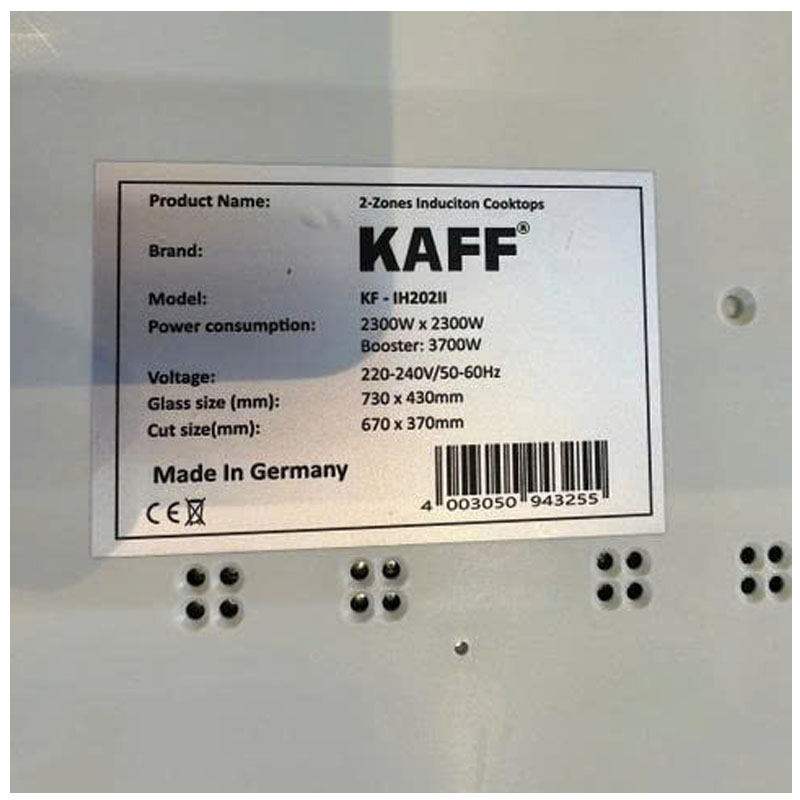 Product Name: 2-Zones Induciton Cooktops
Brand: KAFF®
Model: KF - IH202II
Power consumption: 2300W x 2300W
Booster: 3700W
Voltage: 220-240V/50-60Hz
Glass size (mm): 730 x 430mm
Cut size(mm): 670 x 370mm
Made In Germany
CE
4 003050 943255